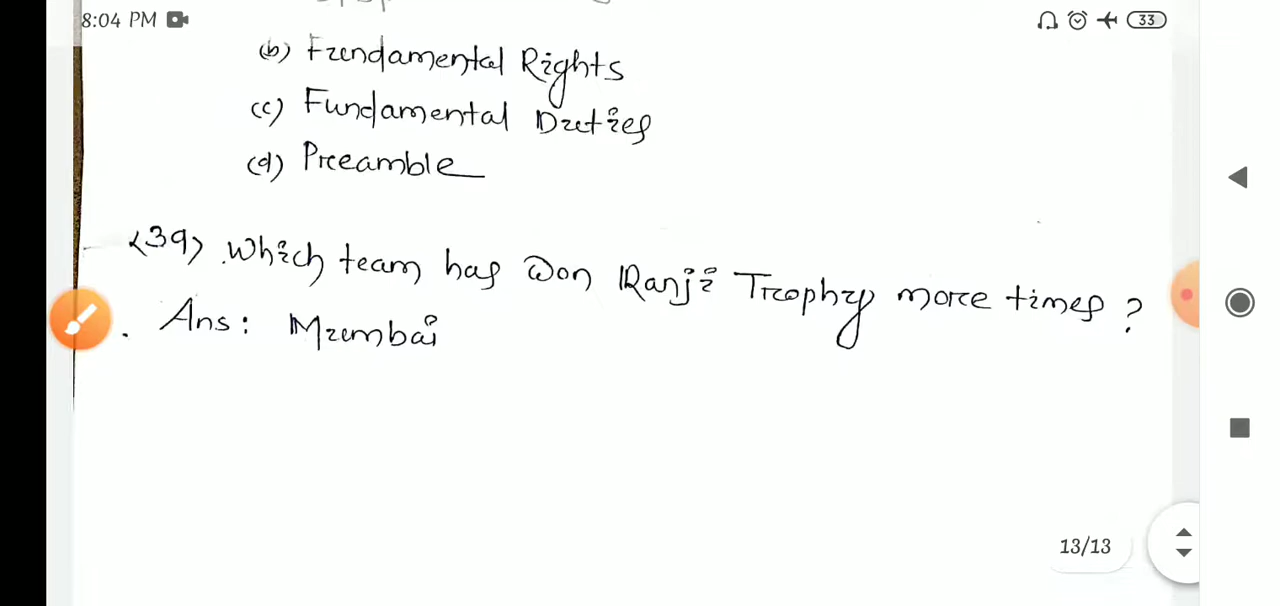 8:04 PM 33
(b) Fundamental Rights
(c) Fundamental Duties
(d) Preamble
<39> Which team has won Ranji Trophy more times ?
Ans: Mumbai
13/13